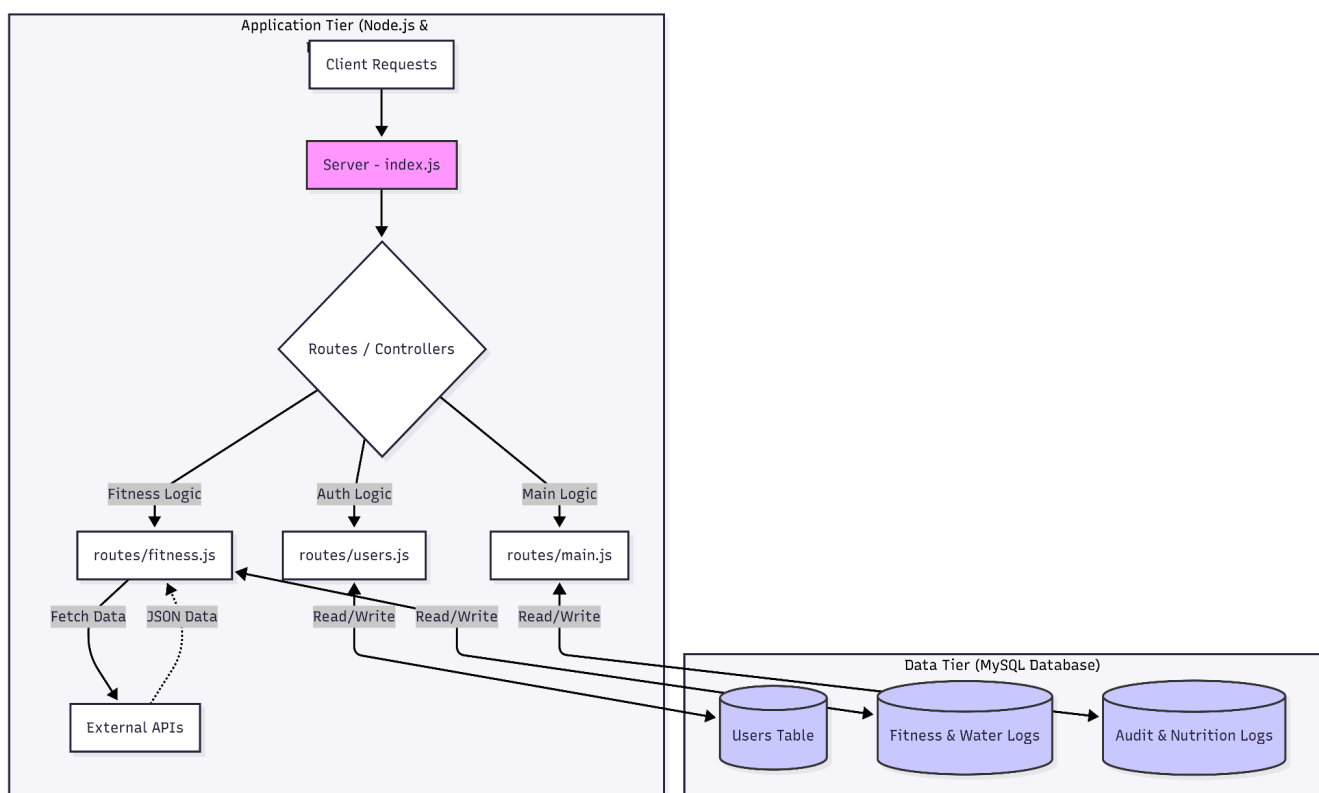 Application Tier (Node.js &
Client Requests
Server - index.js
Routes / Controllers
Fitness Logic
Auth Logic
Main Logic
routes/fitness.js
routes/users.js
routes/main.js
Fetch Data
JSON Data
Read/Write
Read/Write
Read/Write
Data Tier (MySQL Database)
External APIs
Users Table
Fitness & Water Logs
Audit & Nutrition Logs